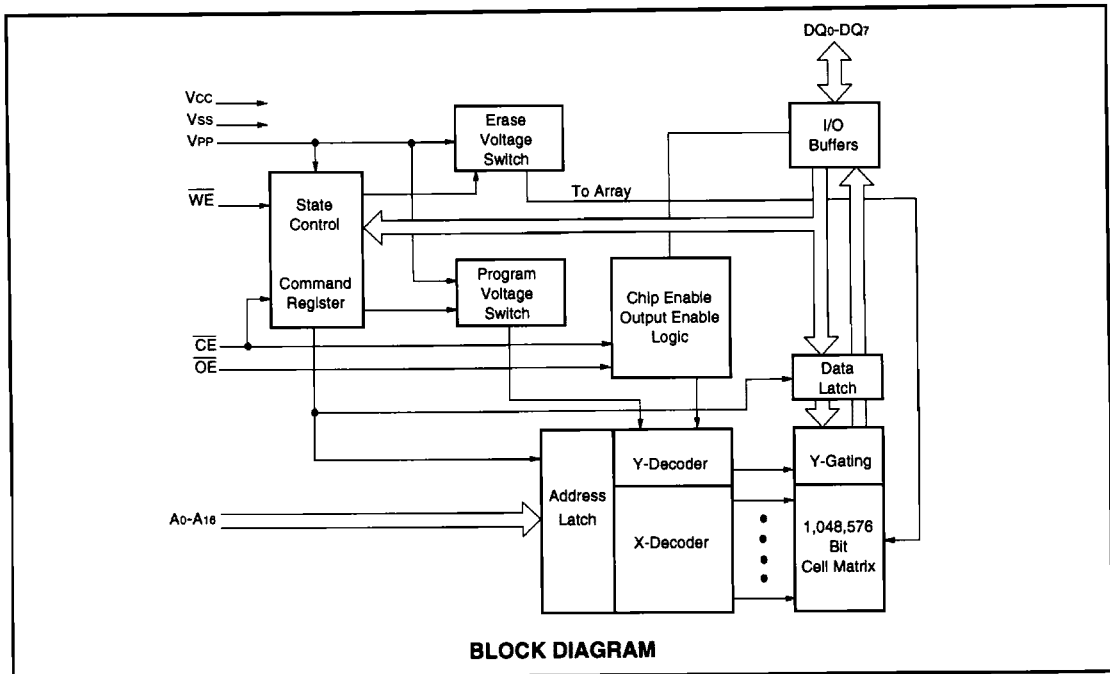 DQ0-DQ7
VCC
VSS
VPP
Erase
Voltage
Switch
I/O
Buffers
To Array
WE
State
Control
Command
Register
Program
Voltage
Switch
Chip Enable
Output Enable
Logic
CE
OE
Data
Latch
Y-Decoder
Y-Gating
Address
Latch
A0-A16
X-Decoder
1,048,576
Bit
Cell Matrix
BLOCK DIAGRAM